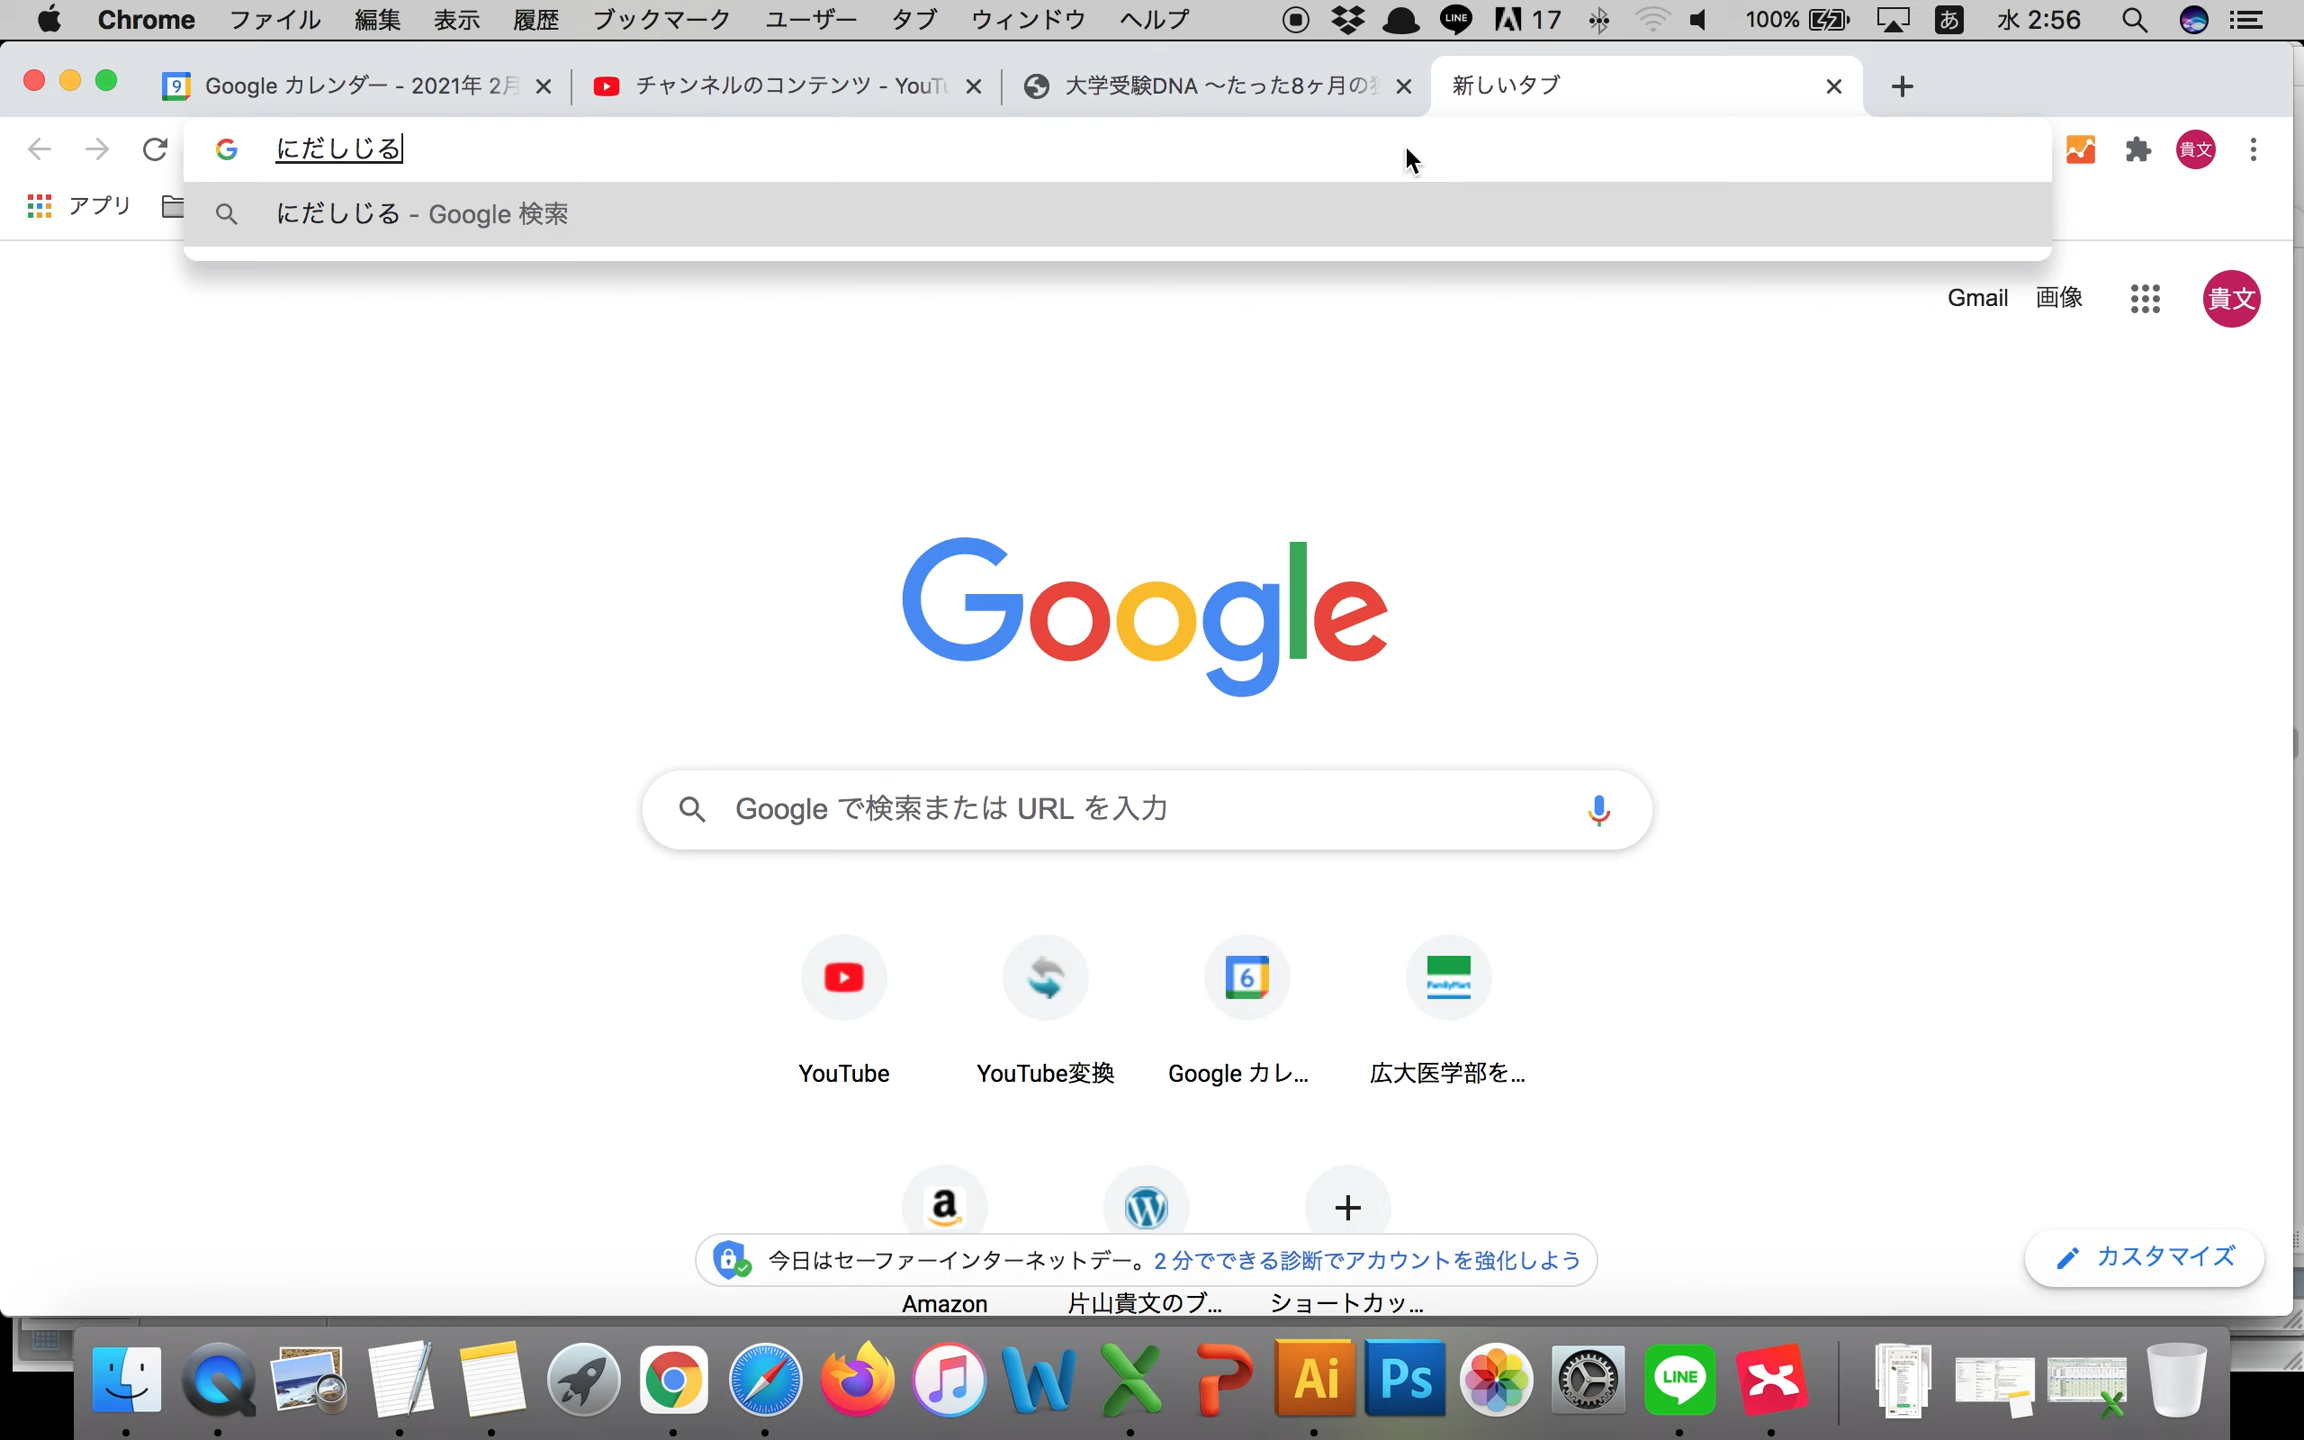 Chrome ファイル 編集 表示 履歴 ブックマーク ユーザー タブ ウィンドウ ヘルプ LINE 17 100% あ 水 2:56
9 Google カレンダー - 2021年 2月 チャンネルのコンテンツ - YouTu 大学受験DNA 〜たった8ヶ月の 新しいタブ
にだしじる 貴文
アプリ にだしじる - Google 検索
Gmail 画像 貴文
Google
Google で検索または URL を入力
6 FamilyMart
YouTube YouTube変換 Google カレ... 広大医学部を...
a
今日はセーファーインターネットデー。2 分でできる診断でアカウントを強化しよう カスタマイズ
Amazon 片山貴文のブ... ショートカッ...
Ai Ps LINE